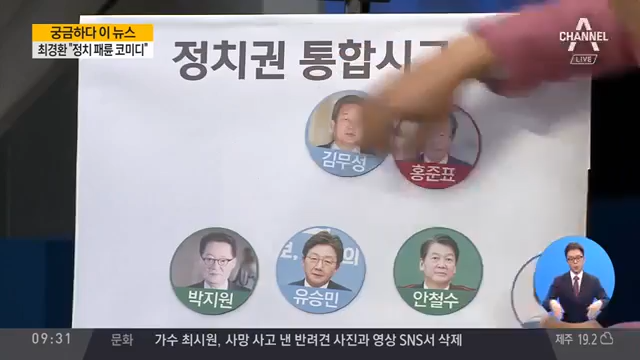 궁금하다 이 뉴스
최경환 "정치 패륜 코미디"
CHANNEL
LIVE
정치권 통합시
김무성
홍준표
박지원
보,
의
유승민
안철수
09:31
문화
가수 최시원, 사망 사고 낸 반려견 사진과 영상 SNS서 삭제
제주 19.2